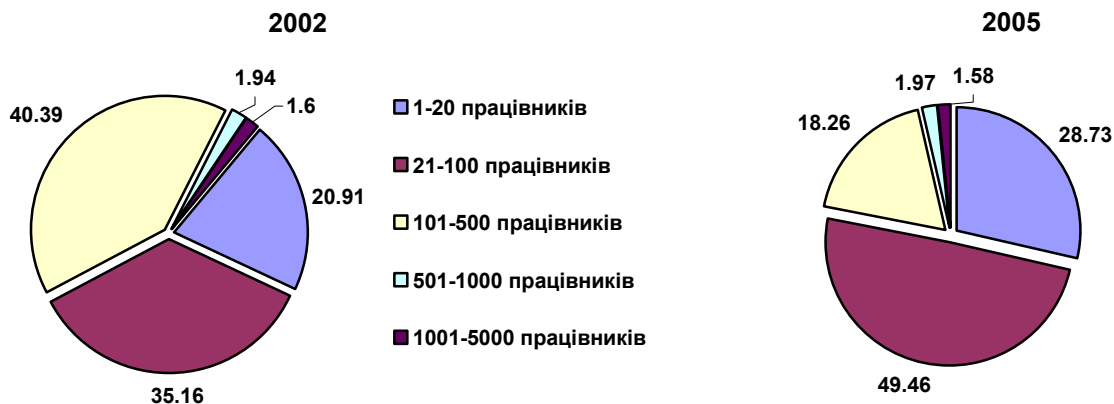 2002
40.39
1.94
1.6
20.91
35.16
1-20 працівників
21-100 працівників
101-500 працівників
501-1000 працівників
1001-5000 працівників
2005
1.97
1.58
18.26
28.73
49.46